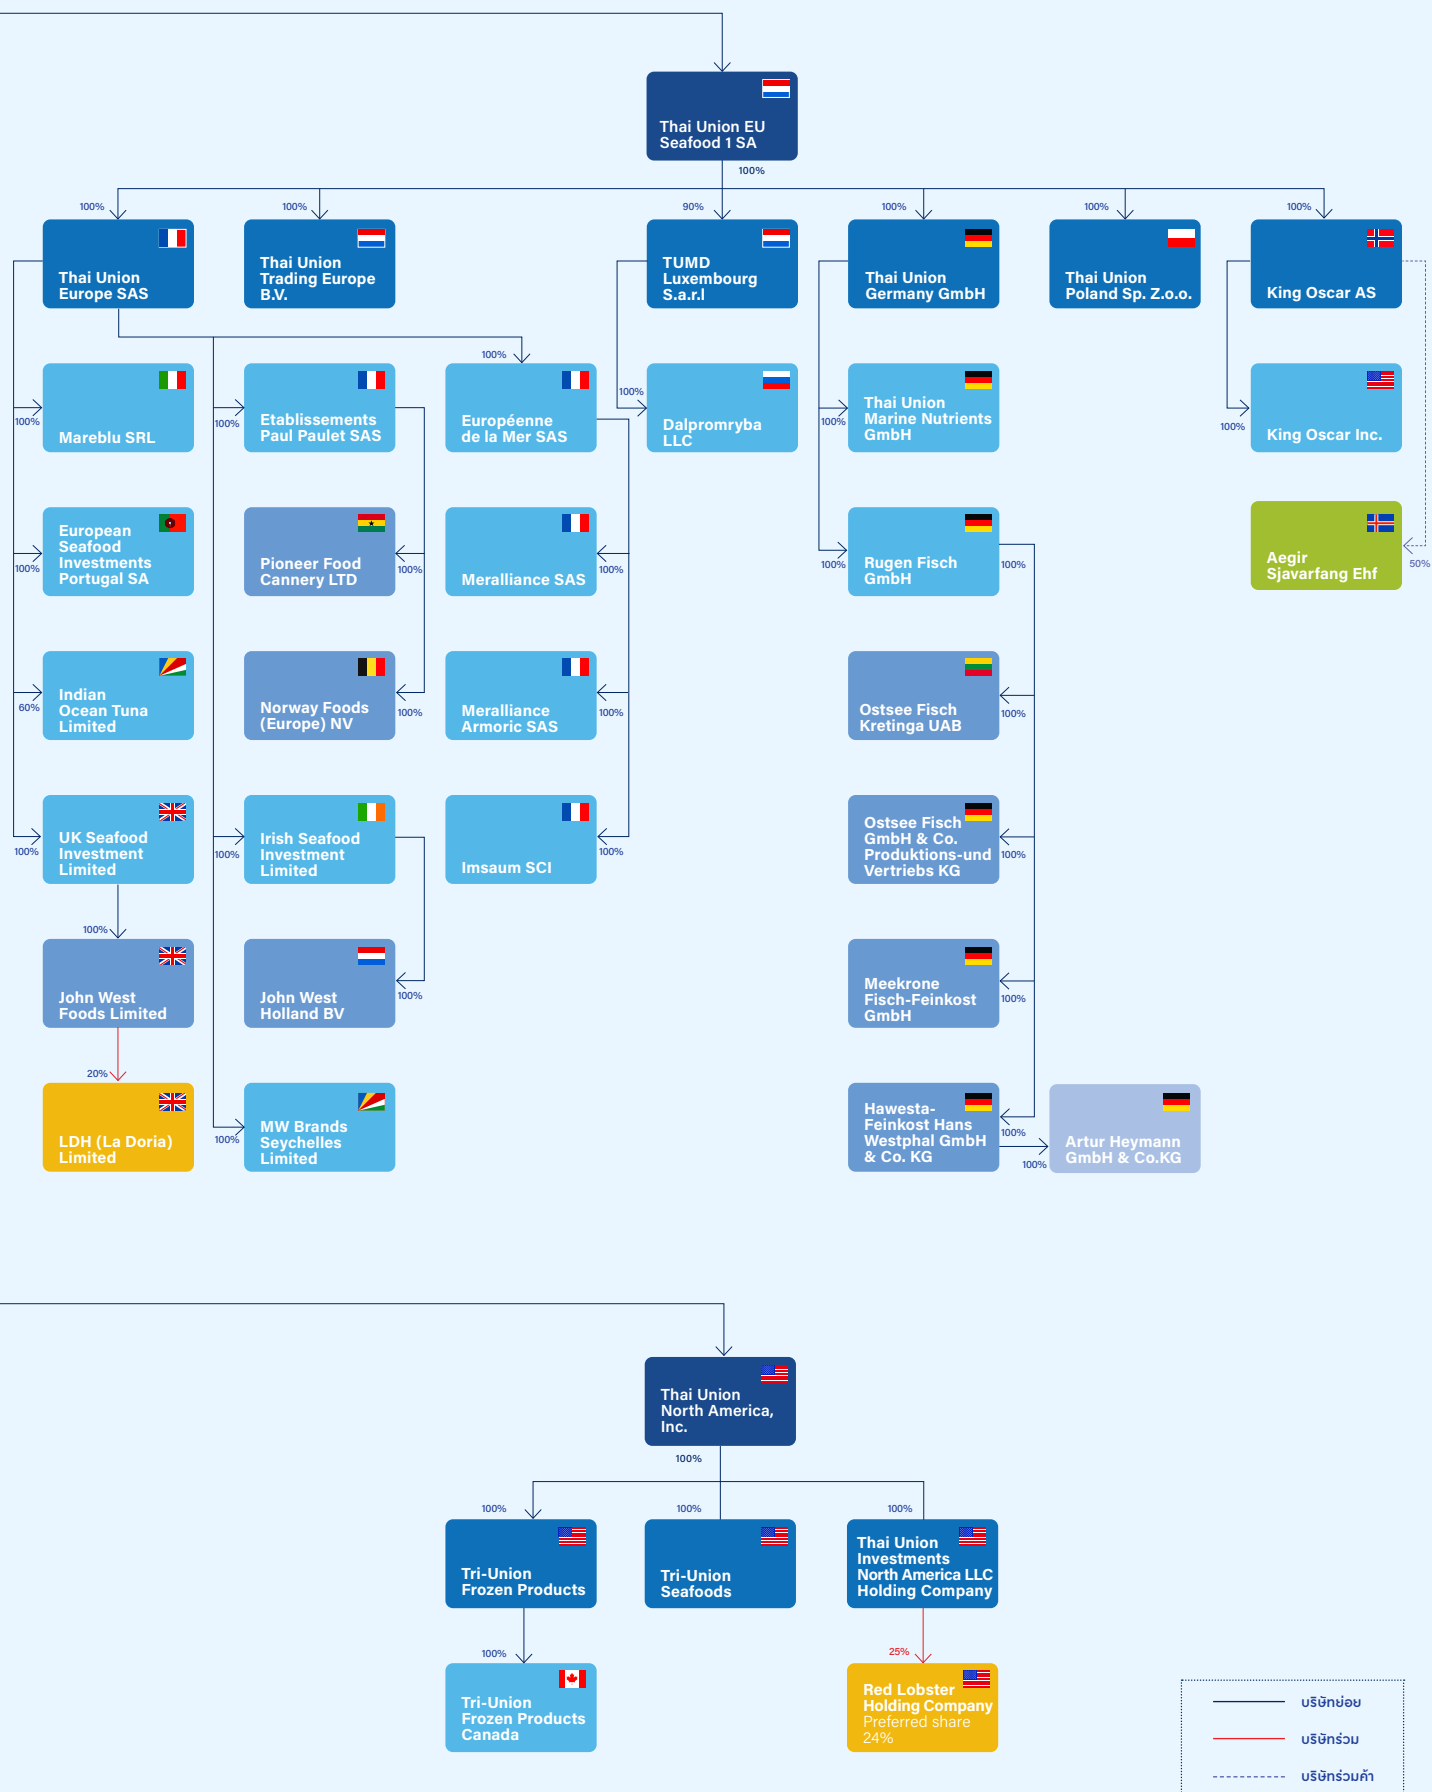 Thai Union EU
Seafood 1 SA
100%
100%
100%
90%
100%
100%
100%
Thai Union
Europe SAS
Thai Union
Trading Europe
B.V.
TUMD
Luxembourg
S.a.r.l
Thai Union
Germany GmbH
Thai Union
Poland Sp. Z.o.o.
King Oscar AS
100%
Mareblu SRL
100%
Etablissements
Paul Paulet SAS
100%
Européenne
de la Mer SAS
100%
Dalpromryba
LLC
100%
Thai Union
Marine Nutrients
GmbH
100%
King Oscar Inc.
100%
European
Seafood
Investments
Portugal SA
100%
Pioneer Food
Cannery LTD
100%
Meralliance SAS
100%
Rugen Fisch
GmbH
100%
100%
Aegir
Sjavarfang Ehf
50%
Indian
Ocean Tuna
Limited
60%
Norway Foods
(Europe) NV
100%
Meralliance
Armoric SAS
100%
Ostsee Fisch
Kretinga UAB
100%
UK Seafood
Investment
Limited
100%
Irish Seafood
Investment
Limited
100%
Imsaum SCI
100%
Ostsee Fisch
GmbH & Co.
Produktions-und
Vertriebs KG
100%
100%
John West
Foods Limited
John West
Holland BV
100%
Meekrone
Fisch-Feinkost
GmbH
100%
20%
LDH (La Doria)
Limited
100%
MW Brands
Seychelles
Limited
Hawesta-
Feinkost Hans
Westphal GmbH
& Co. KG
100%
100%
Artur Heymann
GmbH & Co.KG
Thai Union
North America,
Inc.
100%
100%
100%
100%
Tri-Union
Frozen Products
Tri-Union
Seafoods
Thai Union
Investments
North America LLC
Holding Company
100%
25%
Tri-Union
Frozen Products
Canada
Red Lobster
Holding Company
Preferred share
24%
บริษัทย่อย
บริษัทร่วม
บริษัทร่วมค้า